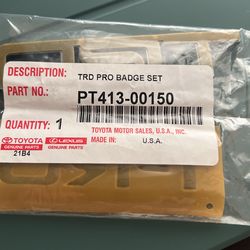 DESCRIPTION: TRD PRO BADGE SET
PART NO.: PT413-00150
QUANTITY: 1 TOYOTA MOTOR SALES, U.S.A., INC.
MADE IN: U.S.A.
TOYOTA LEXUS
GENUINE PARTS GENUINE PARTS
21B4